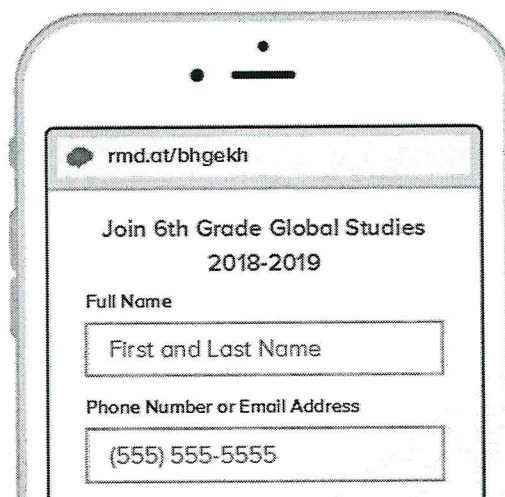 rmd.at/bhgekh
Join 6th Grade Global Studies
2018-2019
Full Name
First and Last Name
Phone Number or Email Address
(555) 555-5555